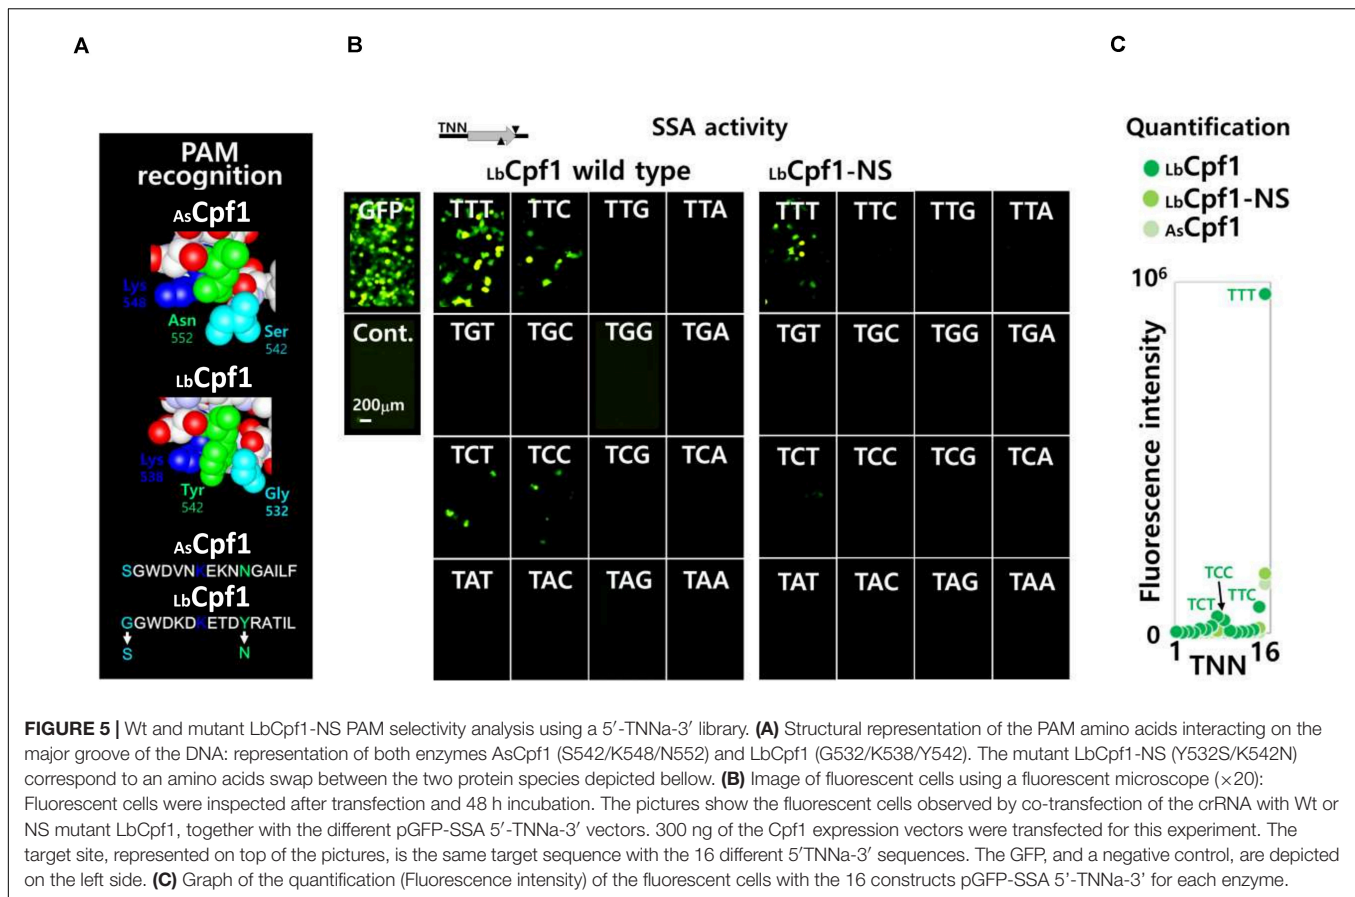 A
B
C
PAM
recognition
AsCpf1
Lys
548
Asn
552
Ser
542
LbCpf1
Lys
538
Tyr
542
Gly
532
AsCpf1
SGWDVNKEKNNGAILF
LbCpf1
GGWDKDKETDYRATIL
S N
TNN
SSA activity
LbCpf1 wild type
LbCpf1-NS
GFP
Cont.
200μm
TTT TTC TTG TTA
TGT TGC TGG TGA
TCT TCC TCG TCA
TAT TAC TAG TAA
TTT TTC TTG TTA
TGT TGC TGG TGA
TCT TCC TCG TCA
TAT TAC TAG TAA
Quantification
LbCpf1
LbCpf1-NS
AsCpf1
10⁶
TTT
Fluorescence intensity
TCC
TCT TTC
0
1 16
TNN
FIGURE 5 | Wt and mutant LbCpf1-NS PAM selectivity analysis using a 5′-TNNa-3′ library. (A) Structural representation of the PAM amino acids interacting on the
major groove of the DNA: representation of both enzymes AsCpf1 (S542/K548/N552) and LbCpf1 (G532/K538/Y542). The mutant LbCpf1-NS (Y532S/K542N)
correspond to an amino acids swap between the two protein species depicted bellow. (B) Image of fluorescent cells using a fluorescent microscope (×20):
Fluorescent cells were inspected after transfection and 48 h incubation. The pictures show the fluorescent cells observed by co-transfection of the crRNA with Wt or
NS mutant LbCpf1, together with the different pGFP-SSA 5′-TNNa-3′ vectors. 300 ng of the Cpf1 expression vectors were transfected for this experiment. The
target site, represented on top of the pictures, is the same target sequence with the 16 different 5′TNNa-3′ sequences. The GFP, and a negative control, are depicted
on the left side. (C) Graph of the quantification (Fluorescence intensity) of the fluorescent cells with the 16 constructs pGFP-SSA 5'-TNNa-3' for each enzyme.